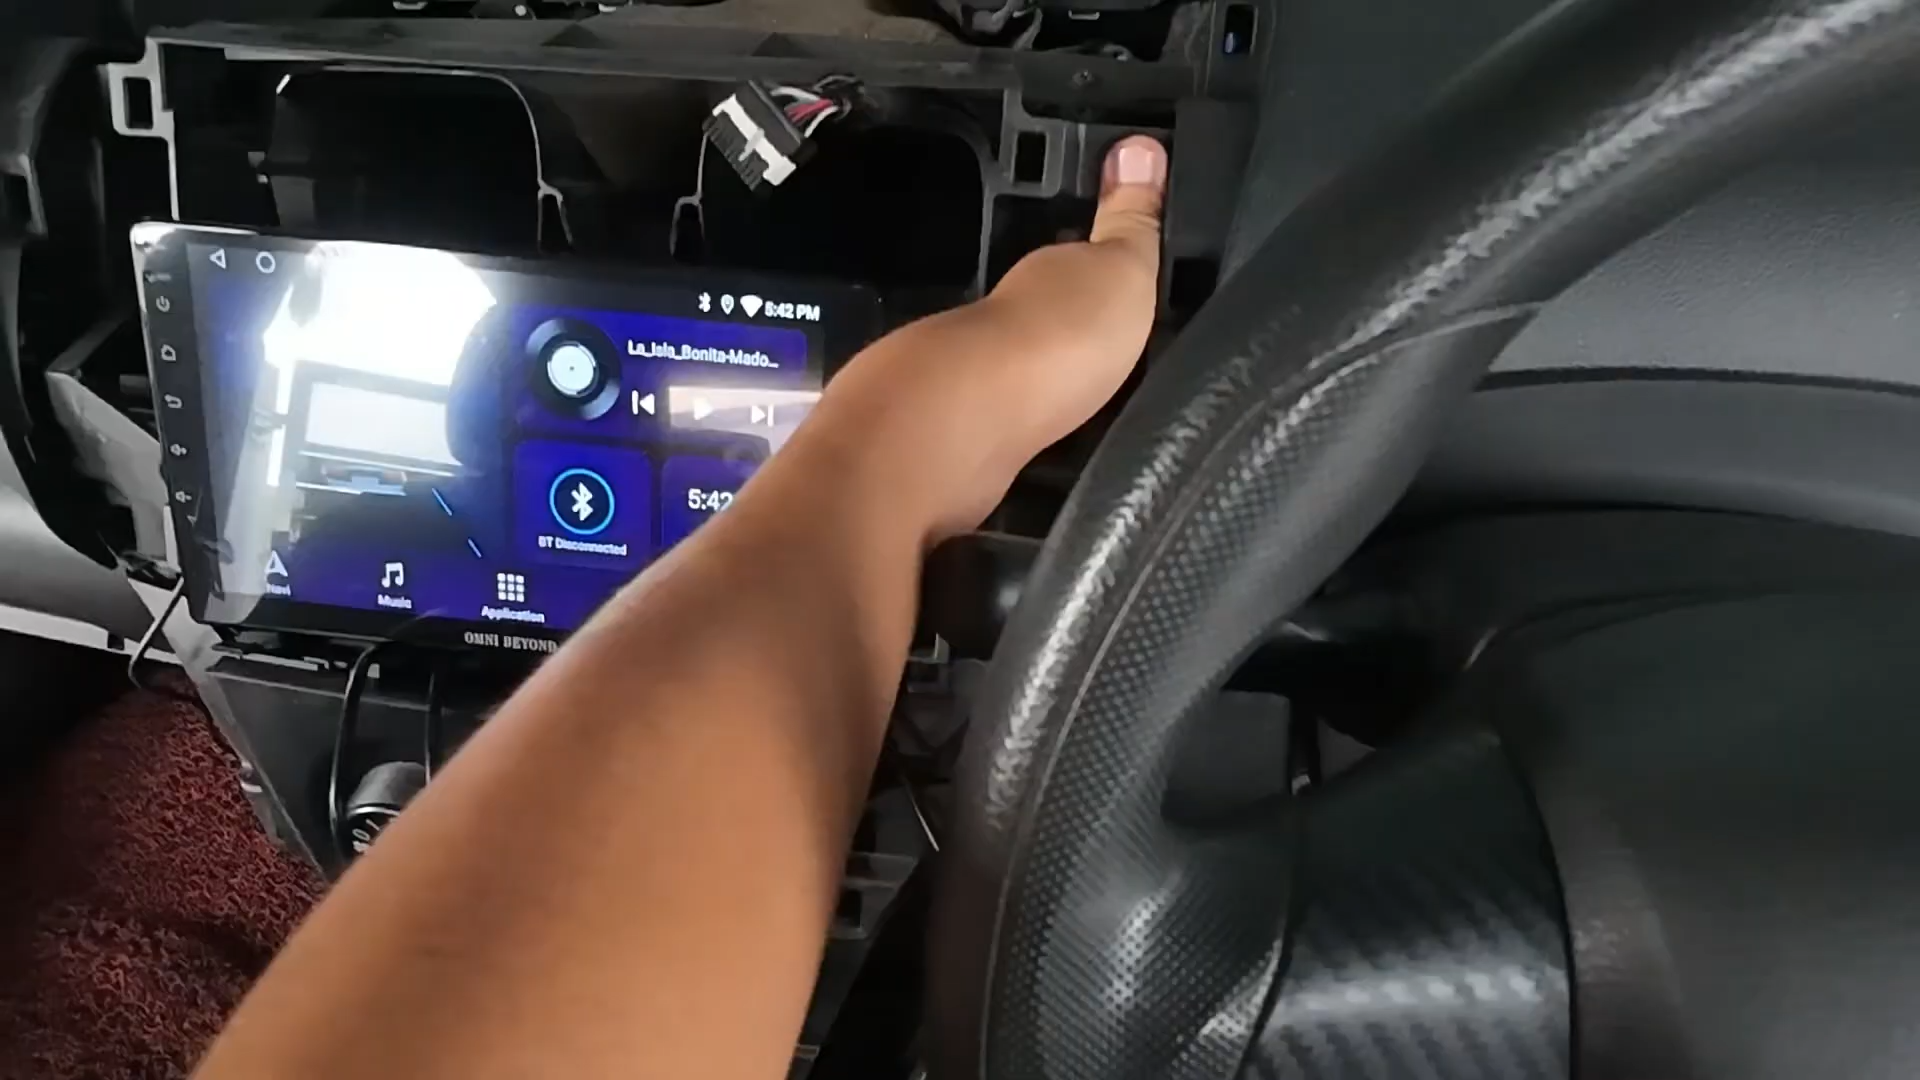 5:42 PM
La_Isla_Bonita-Mado...
BT Disconnected
5:42
Navi
Music
Application
OMNI BEYOND